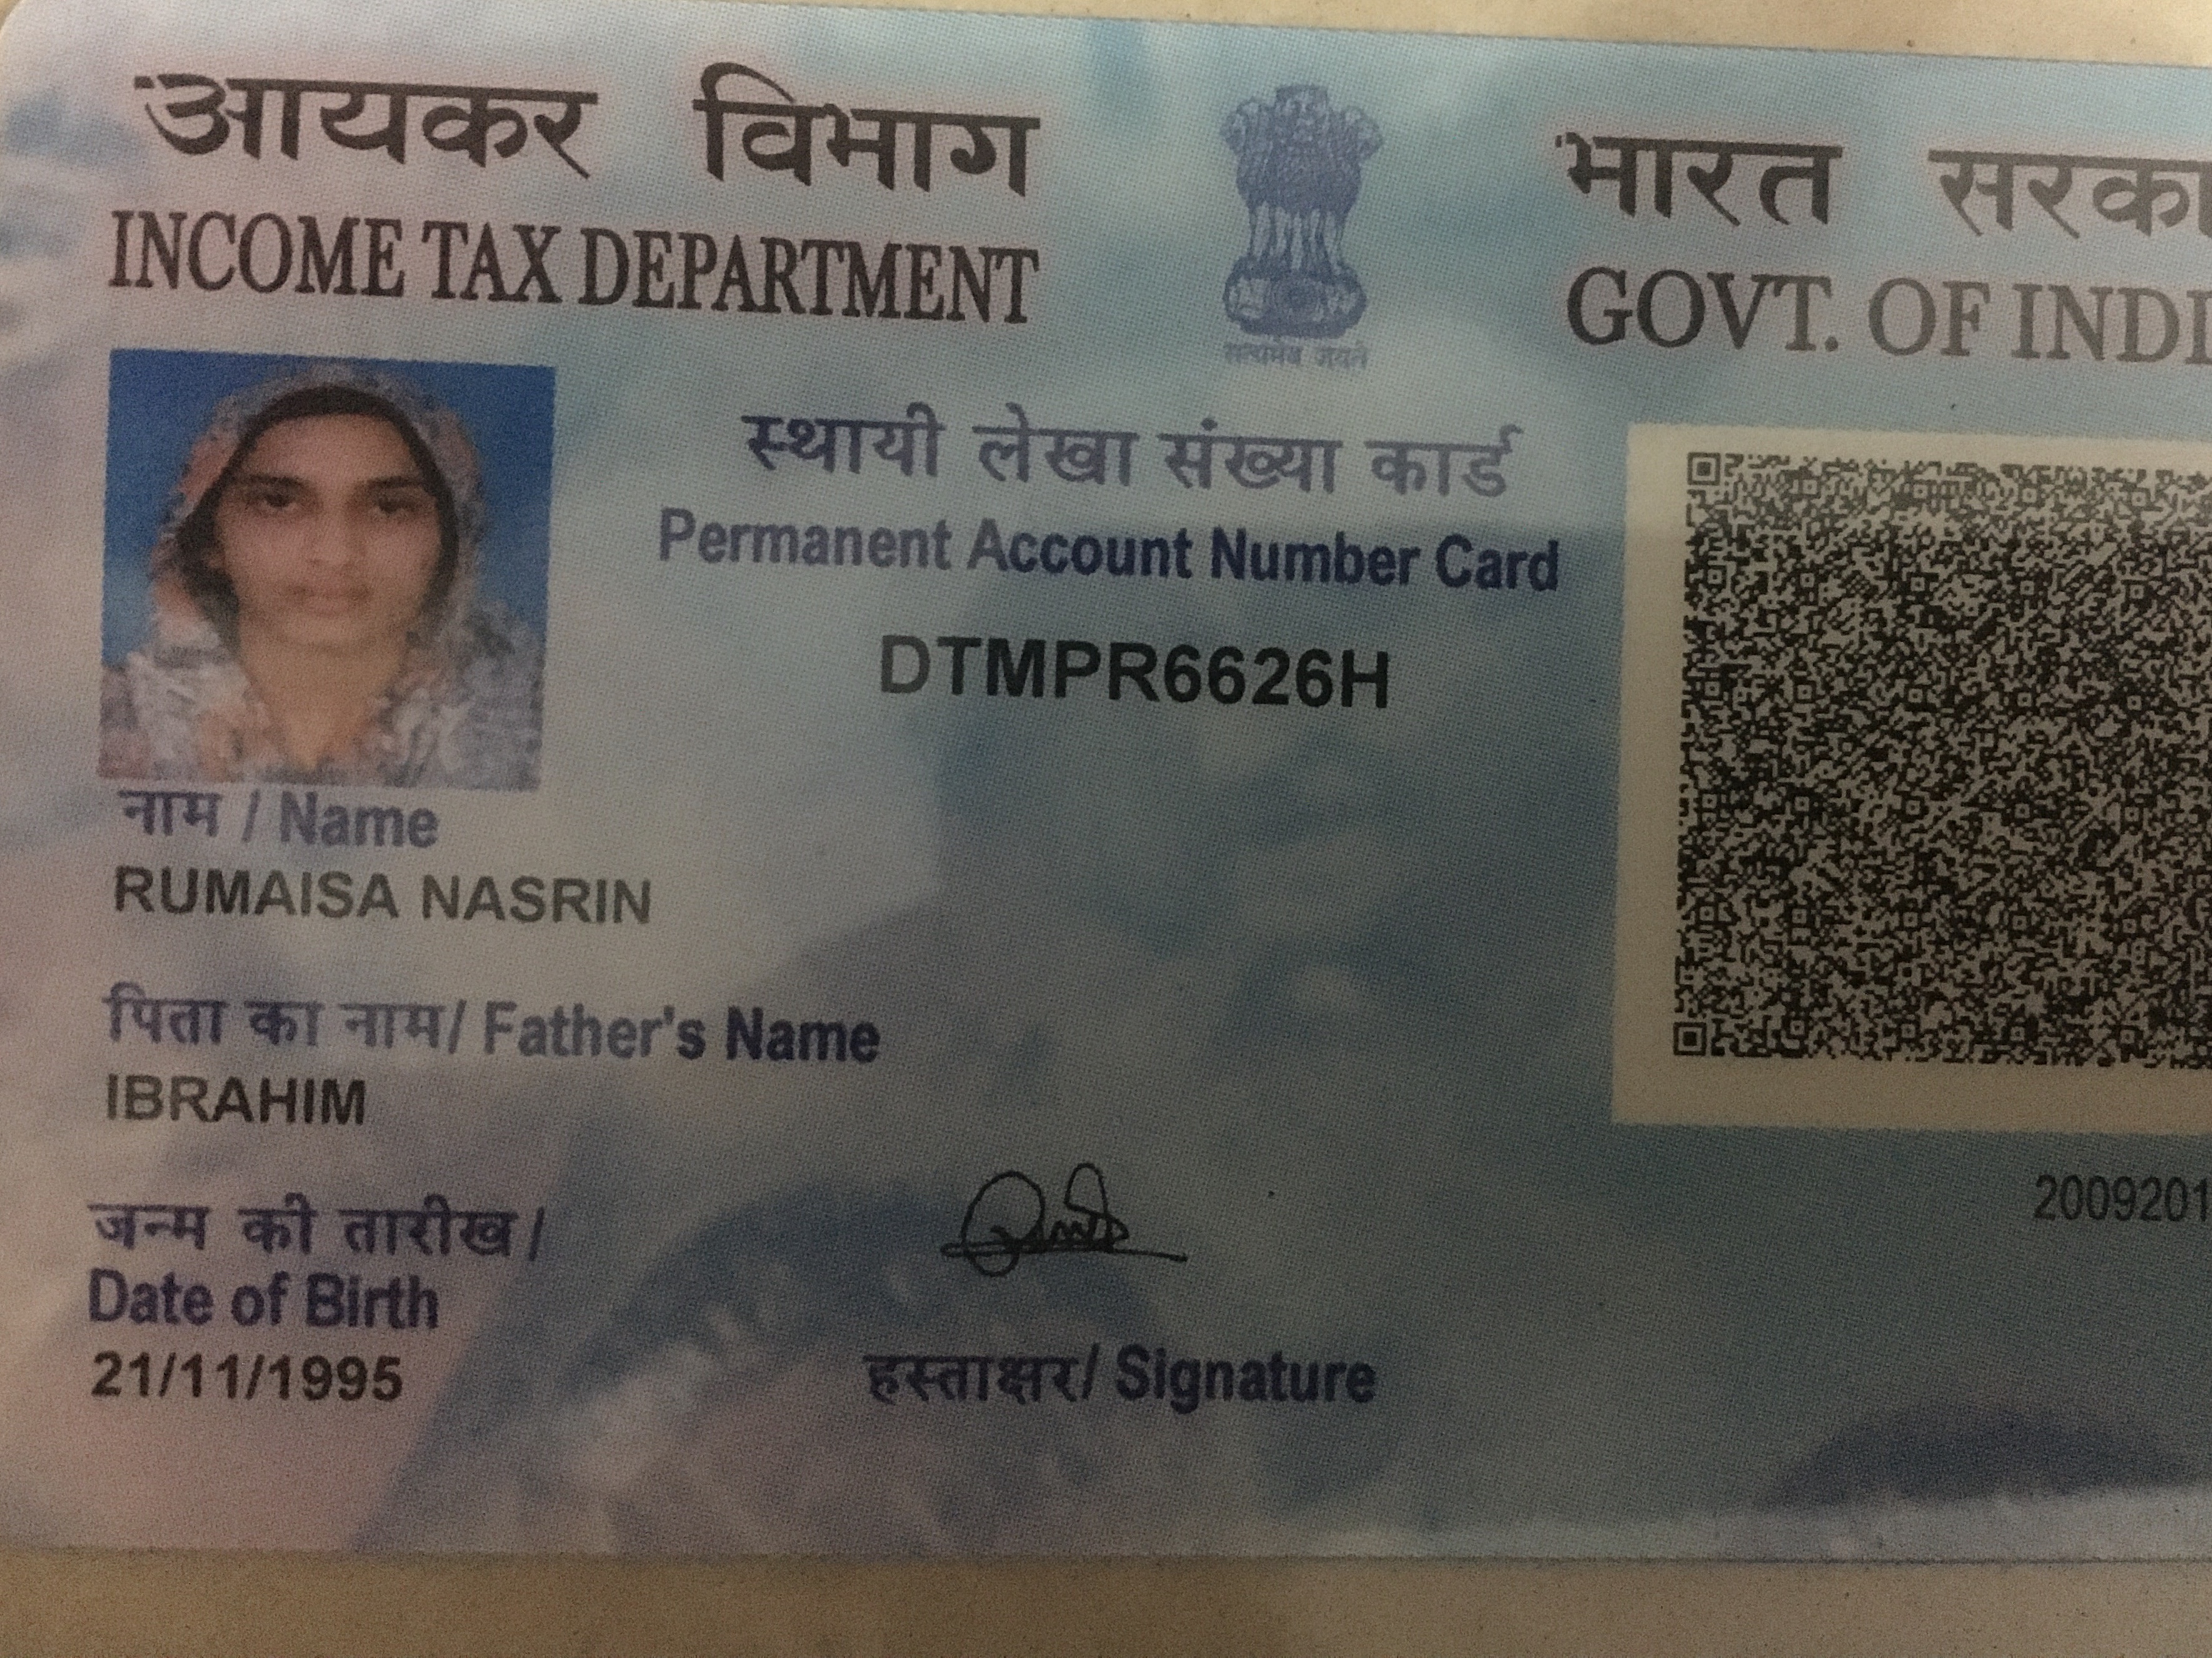 आयकर विभाग
INCOME TAX DEPARTMENT
सत्यमेव जयते
भारत सरका
GOVT. OF INDI
स्थायी लेखा संख्या कार्ड
Permanent Account Number Card
DTMPR6626H
नाम / Name
RUMAISA NASRIN
पिता का नाम/ Father's Name
IBRAHIM
जन्म की तारीख/
Date of Birth
21/11/1995
हस्ताक्षर/ Signature
2009201